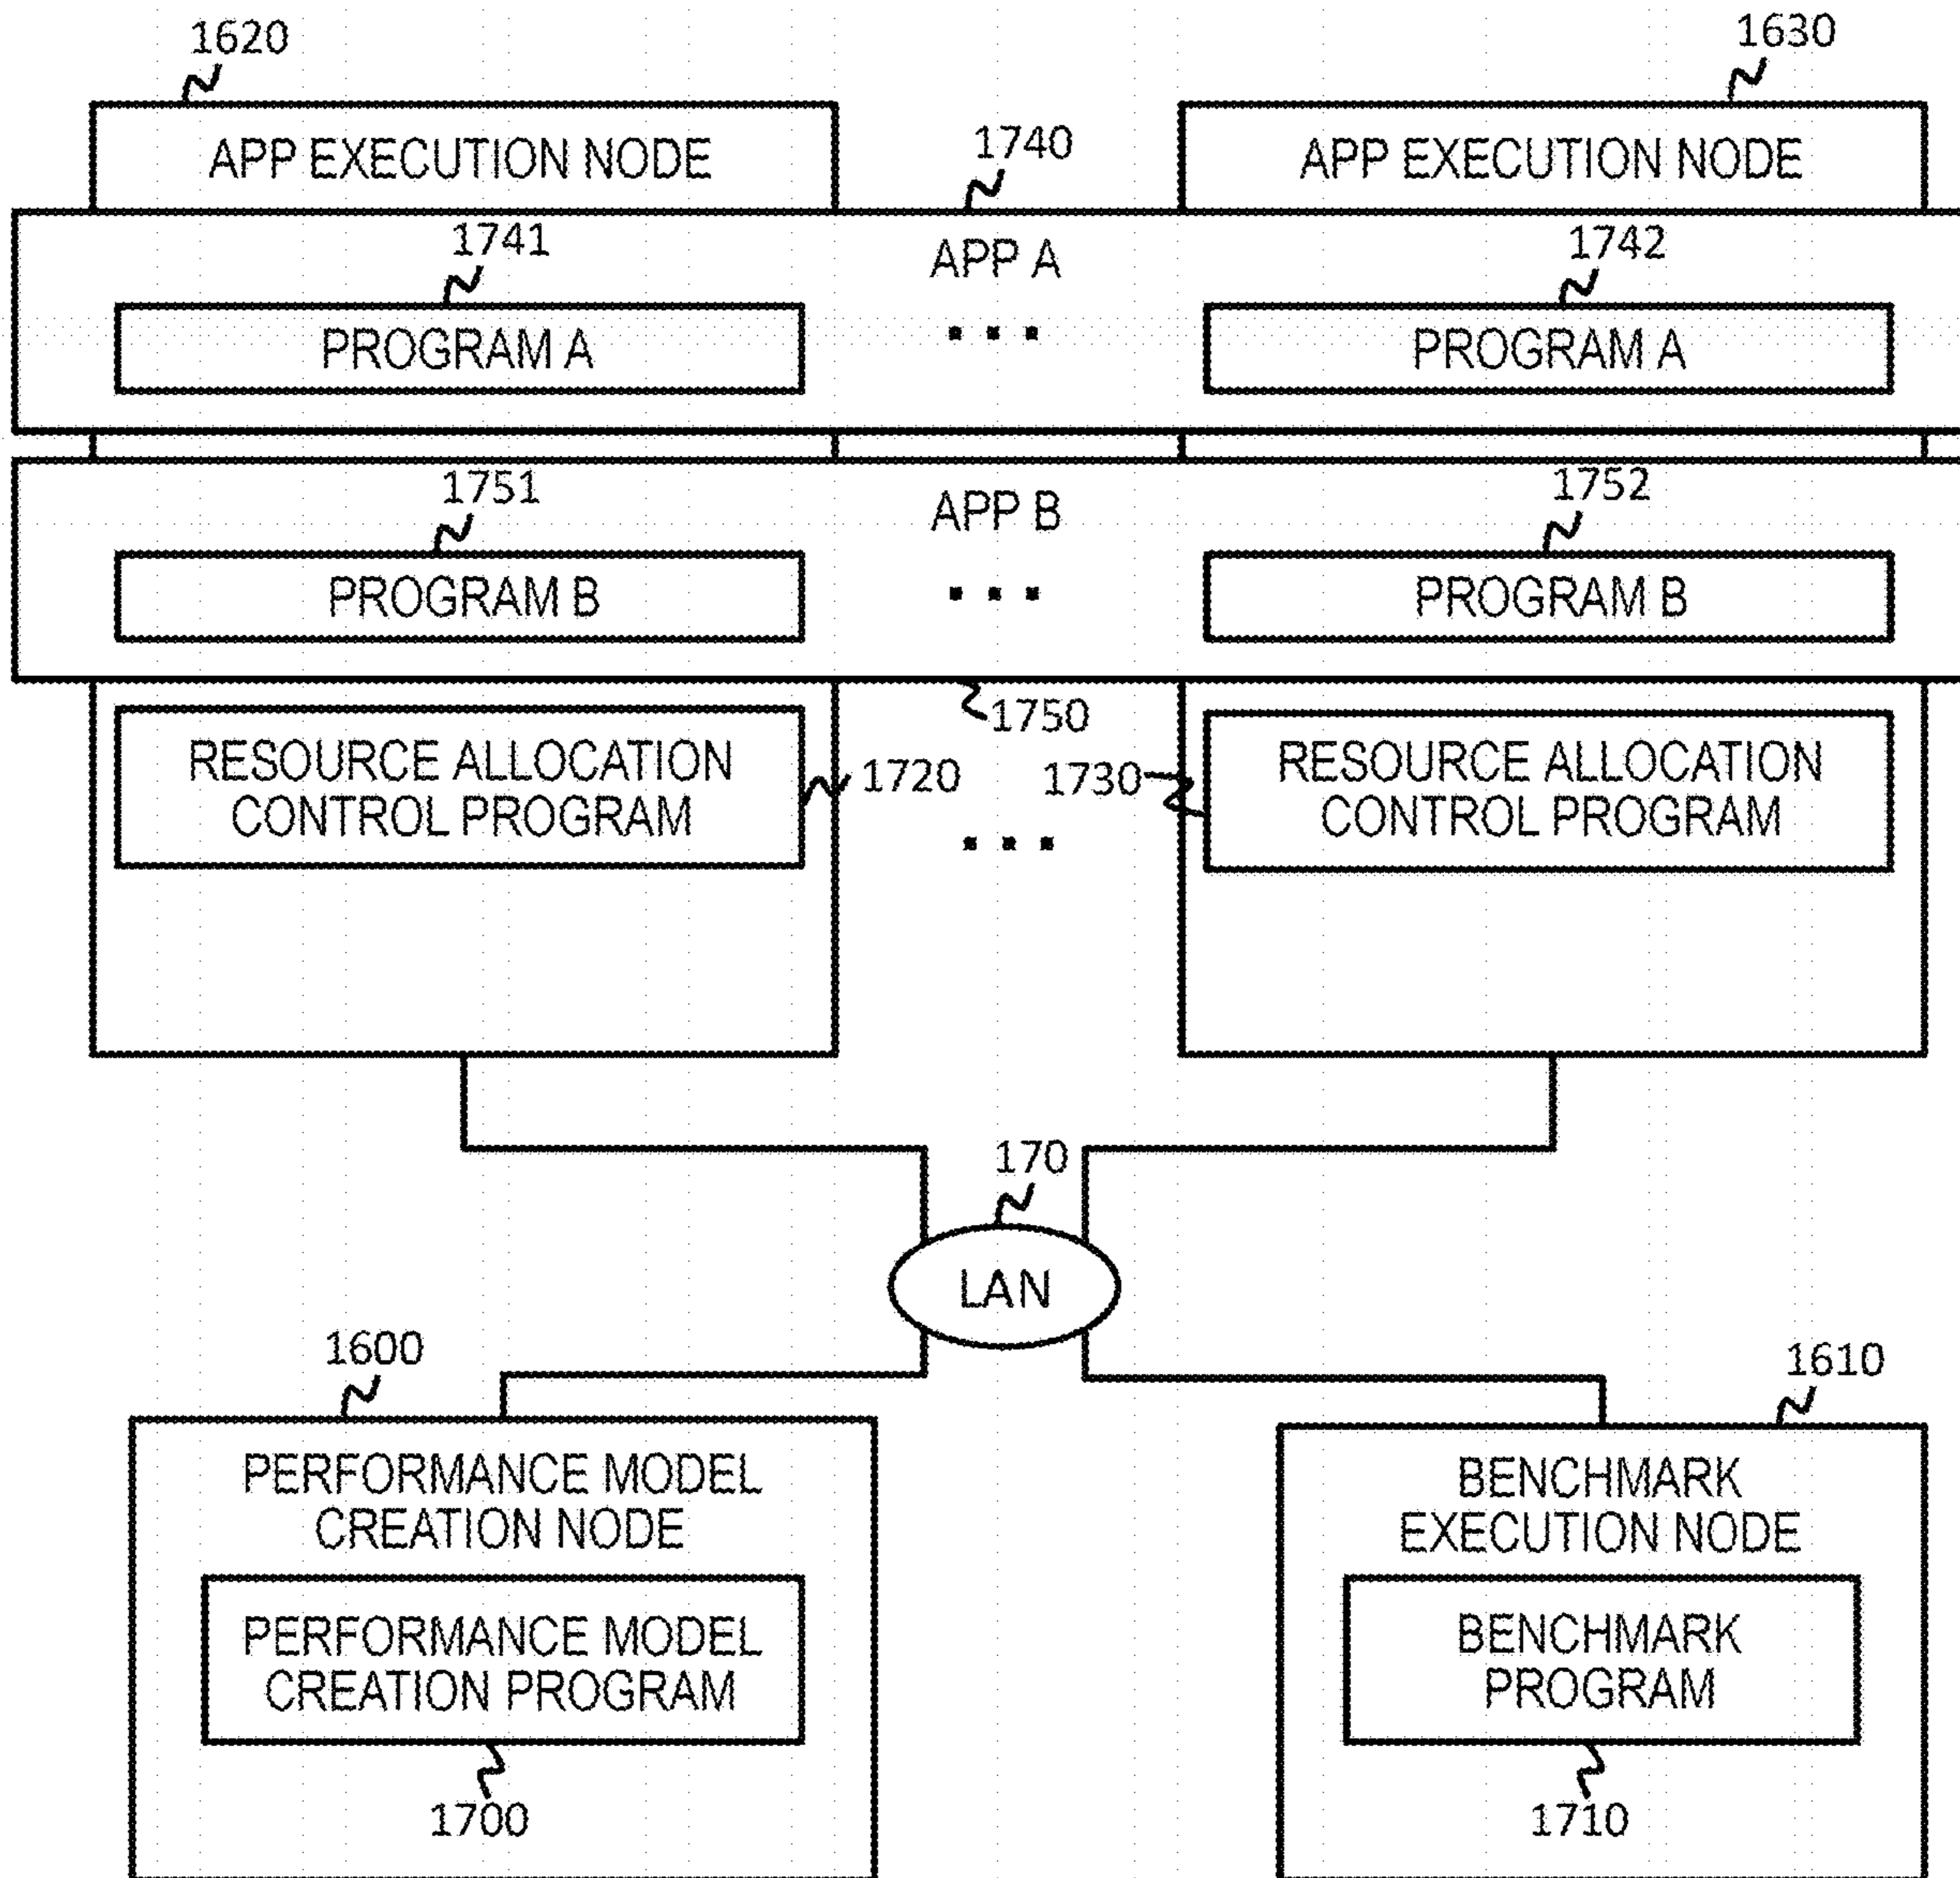 1620
1630
APP EXECUTION NODE
1740
APP EXECUTION NODE
1741
APP A
1742
PROGRAM A
...
PROGRAM A
1751
APP B
1752
PROGRAM B
...
PROGRAM B
1750
RESOURCE ALLOCATION
CONTROL PROGRAM
1720
1730
RESOURCE ALLOCATION
CONTROL PROGRAM
...
170
LAN
1600
1610
PERFORMANCE MODEL
CREATION NODE
BENCHMARK
EXECUTION NODE
PERFORMANCE MODEL
CREATION PROGRAM
BENCHMARK
PROGRAM
1700
1710